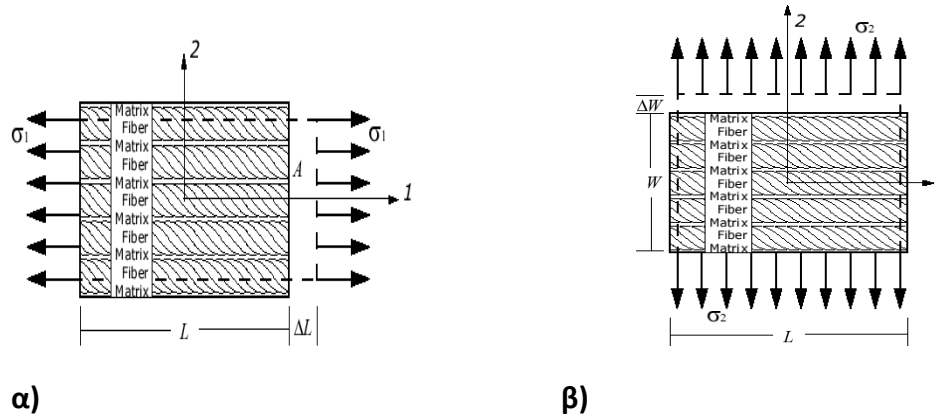 2
σ1
σ1
Matrix
Fiber
Matrix
Fiber
Matrix
Fiber
Matrix
Fiber
Matrix
Fiber
Matrix
A
1
L
ΔL
α)
2
σ2
ΔW
W
Matrix
Fiber
Matrix
Fiber
Matrix
Fiber
Matrix
Fiber
Matrix
Fiber
Matrix
σ2
L
β)